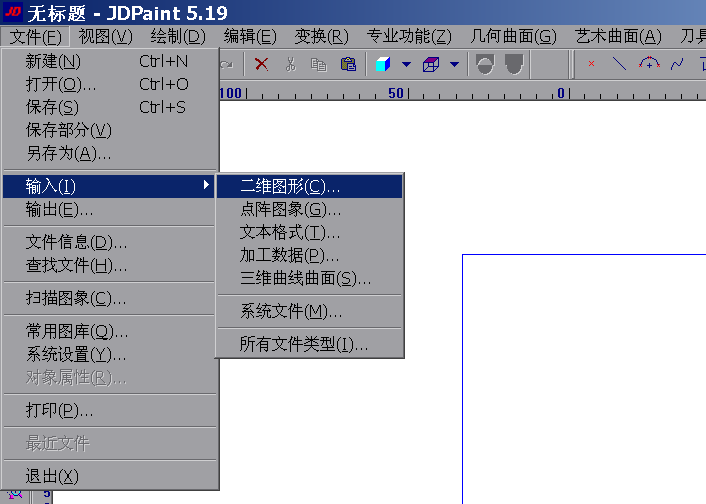 JD 无标题 - JDPaint 5.19
文件(F) 视图(V) 绘制(D) 编辑(E) 变换(R) 专业功能(Z) 几何曲面(G) 艺术曲面(A) 刀具
新建(N) Ctrl+N
打开(O)... Ctrl+O
保存(S) Ctrl+S
保存部分(V)
另存为(A)...
输入(I)
输出(E)...
文件信息(D)...
查找文件(H)...
扫描图象(C)...
常用图库(Q)...
系统设置(Y)...
对象属性(R)...
打印(P)...
最近文件
退出(X)
二维图形(C)...
点阵图象(G)...
文本格式(T)...
加工数据(P)...
三维曲线曲面(S)...
系统文件(M)...
所有文件类型(I)...
100 50 0
5